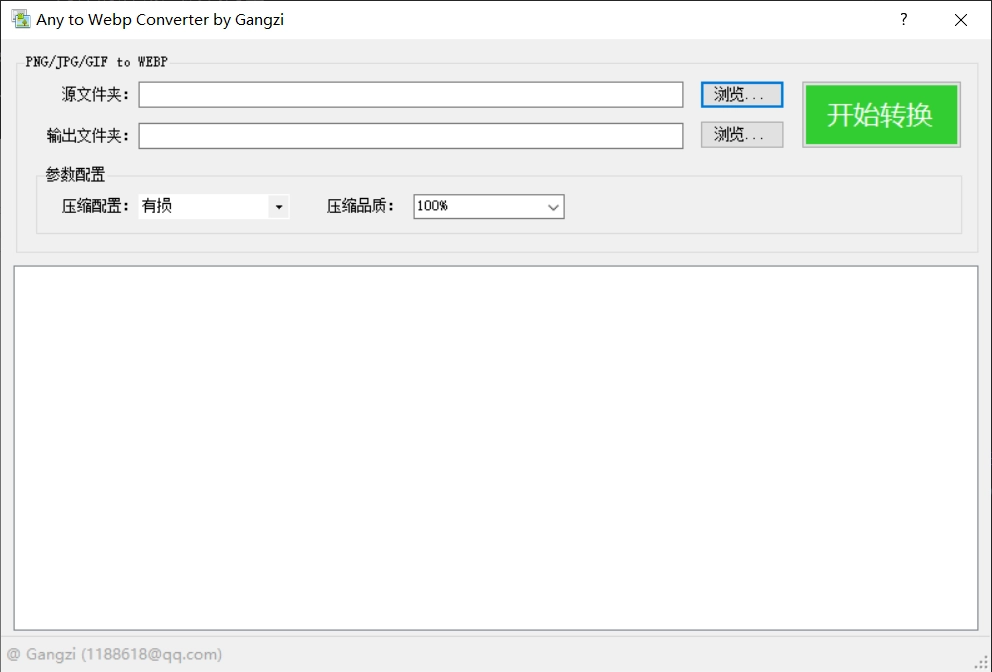 Any to Webp Converter by Gangzi ?
PNG/JPG/GIF to WEBP
源文件夹： 浏览...
开始转换
输出文件夹： 浏览...
参数配置
压缩配置： 有损 压缩品质： 100%
@ Gangzi (1188618@qq.com)